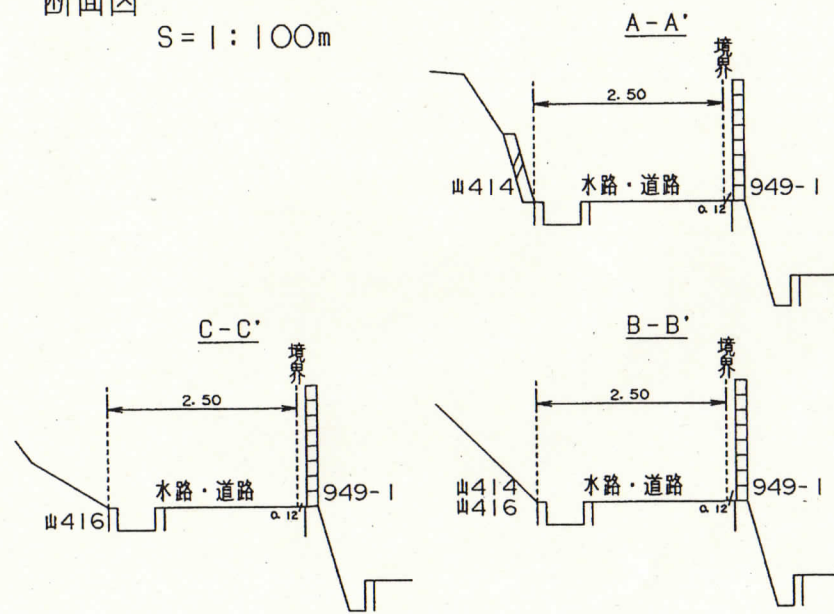 断面図
S=1:100m
A-A'
境界
2.50
山414
水路・道路
949-1
0.12
C-C'
境界
2.50
水路・道路
949-1
山416
0.12
B-B'
境界
2.50
山414
水路・道路
949-1
山416
0.12